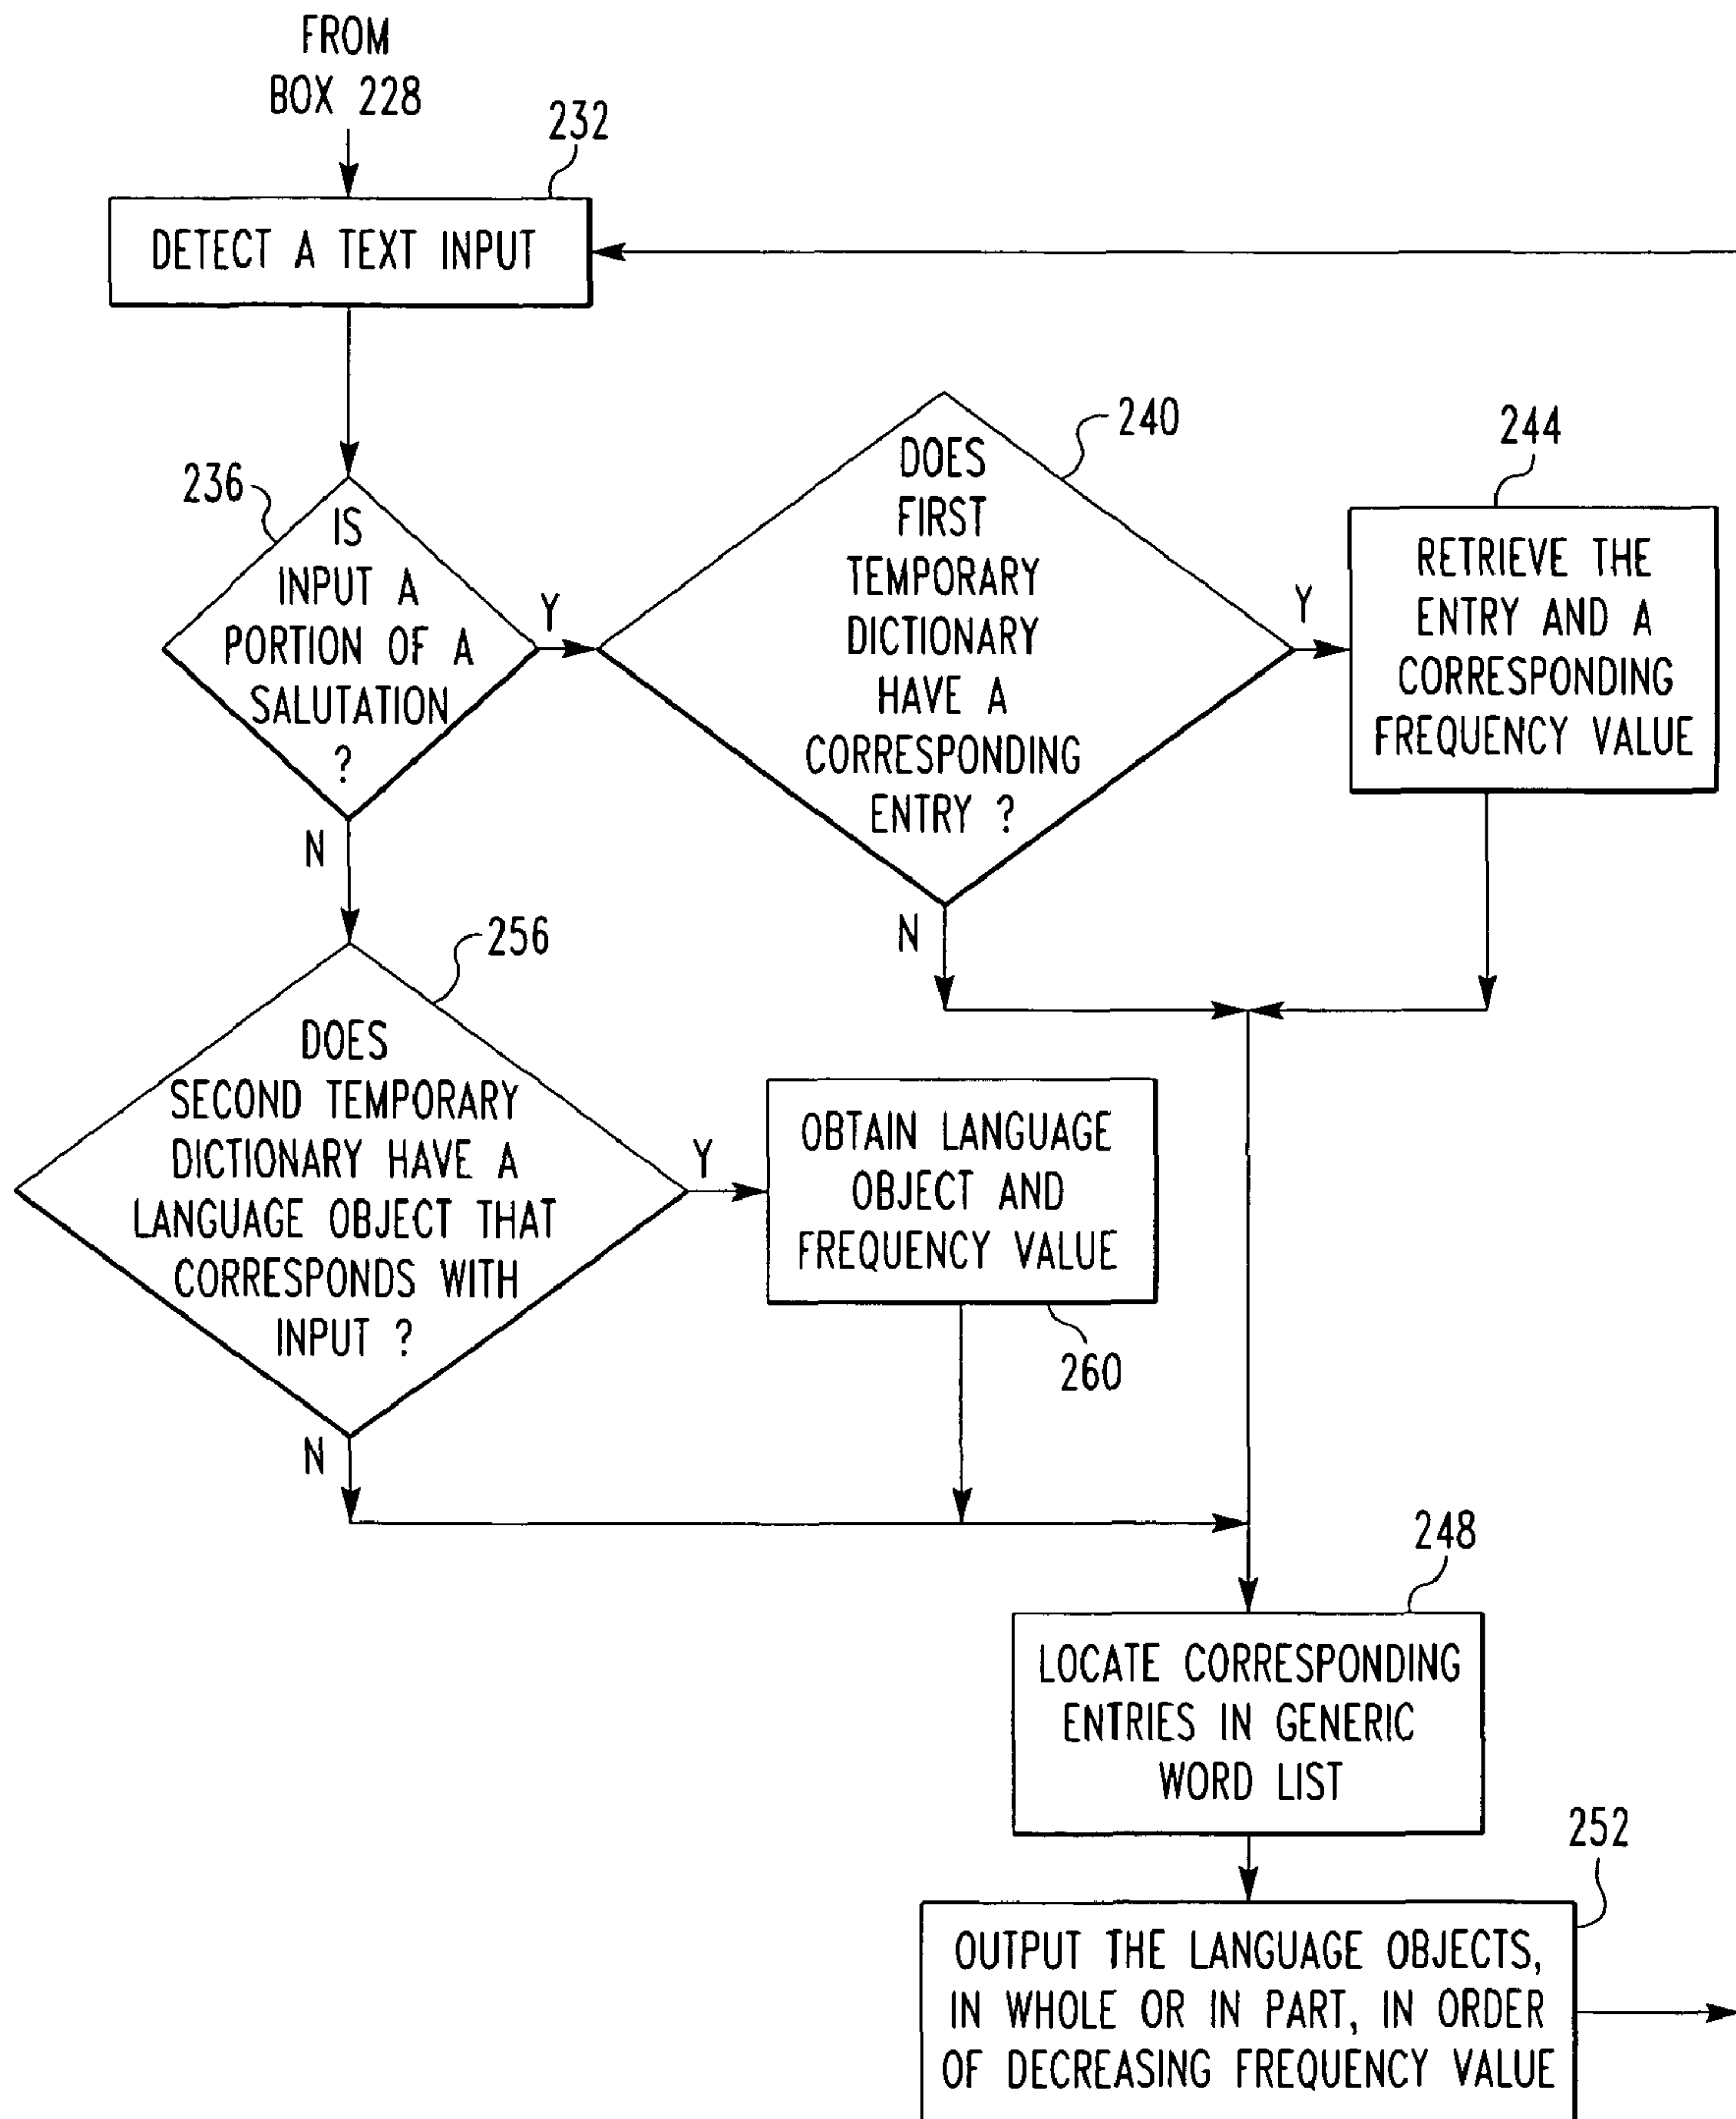 FROM
BOX 228
232
DETECT A TEXT INPUT
236
IS
INPUT A
PORTION OF A
SALUTATION
?
Y
N
240
DOES
FIRST
TEMPORARY
DICTIONARY
HAVE A
CORRESPONDING
ENTRY ?
Y
N
244
RETRIEVE THE
ENTRY AND A
CORRESPONDING
FREQUENCY VALUE
256
DOES
SECOND TEMPORARY
DICTIONARY HAVE A
LANGUAGE OBJECT THAT
CORRESPONDS WITH
INPUT ?
Y
N
OBTAIN LANGUAGE
OBJECT AND
FREQUENCY VALUE
260
248
LOCATE CORRESPONDING
ENTRIES IN GENERIC
WORD LIST
252
OUTPUT THE LANGUAGE OBJECTS,
IN WHOLE OR IN PART, IN ORDER
OF DECREASING FREQUENCY VALUE